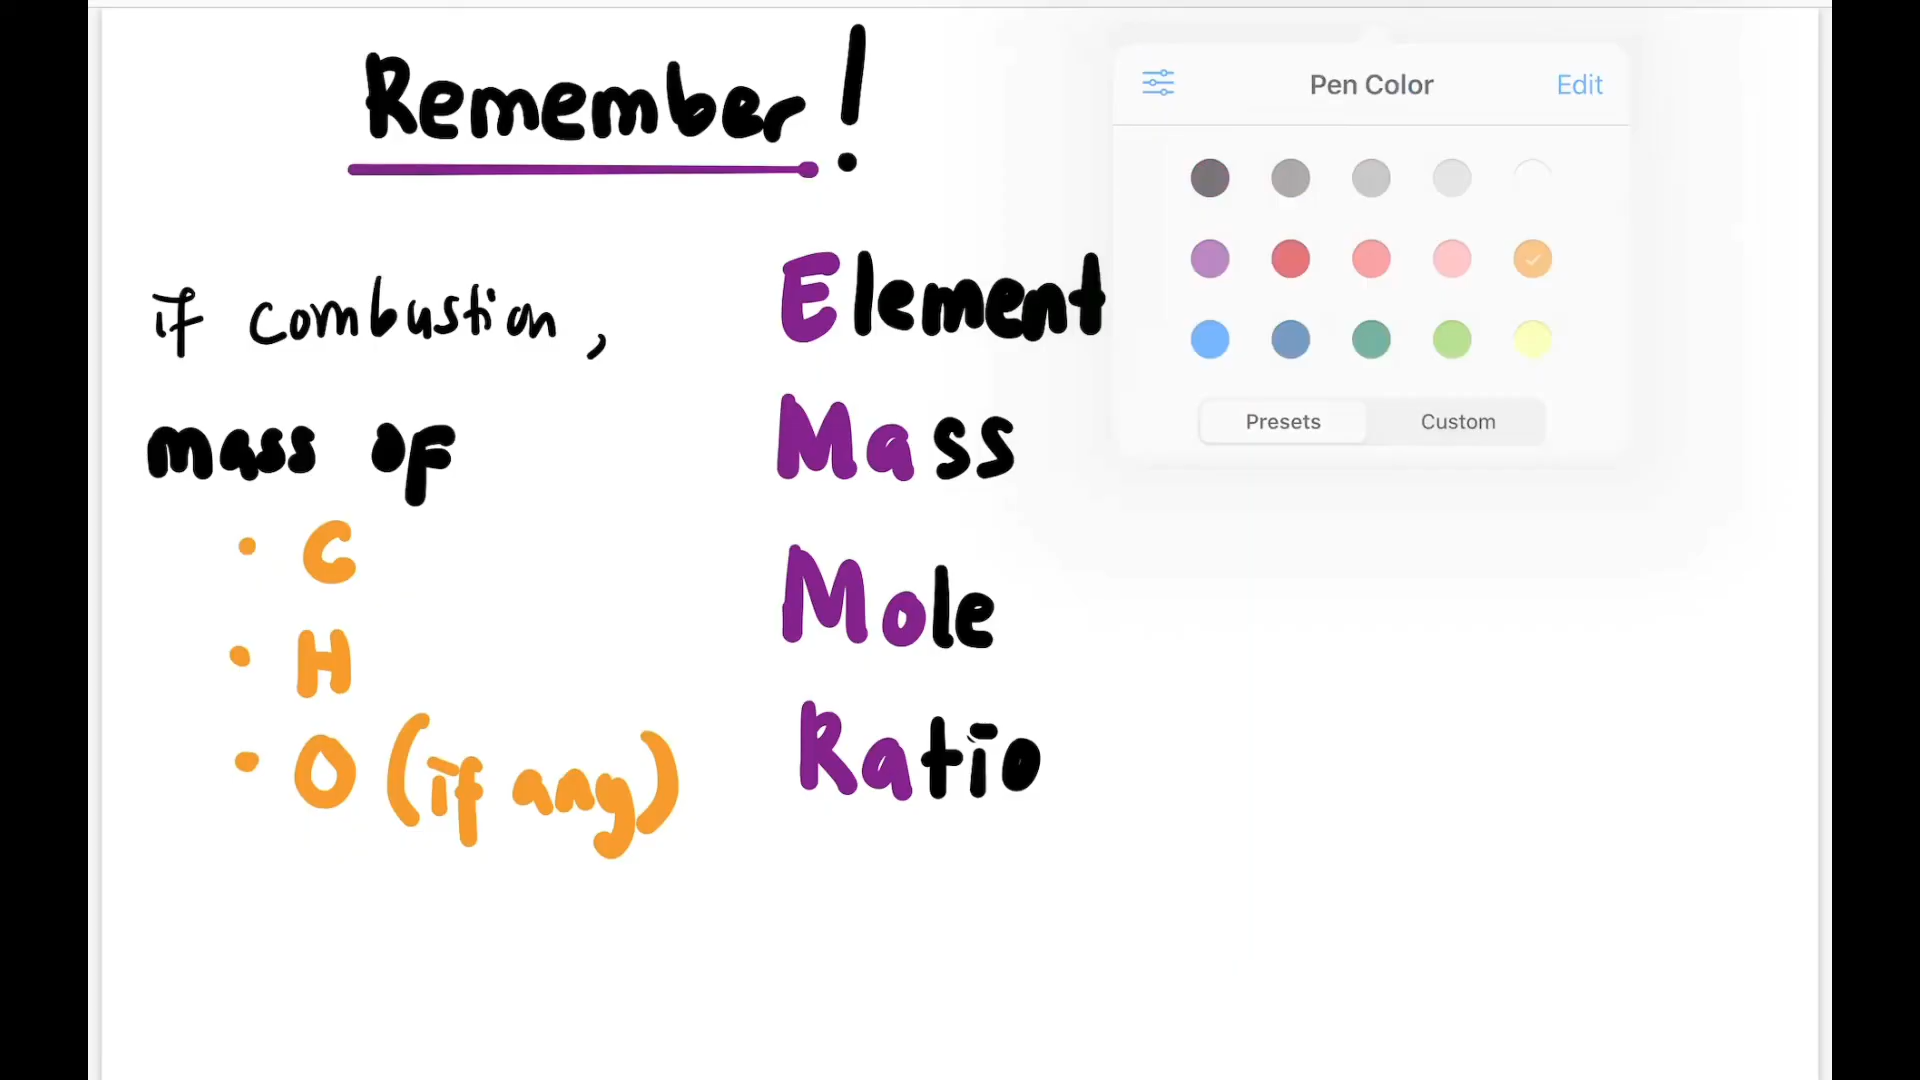 Remember!
if combustion,
mass of
• C
• H
• O (if any)
Element
Mass
Mole
Ratio
Pen Color
Edit
Presets
Custom